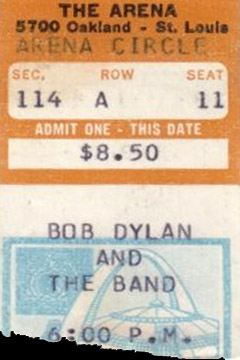 THE ARENA
5700 Oakland - St. Louis
ARENA CIRCLE
SEC. ROW SEAT
114 A 11
ADMIT ONE - THIS DATE
$8.50
BOB DYLAN
AND
THE BAND
6:00 P.M.